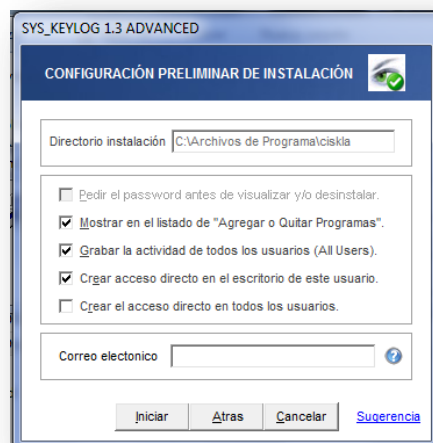 SYS_KEYLOG 1.3 ADVANCED
CONFIGURACIÓN PRELIMINAR DE INSTALACIÓN
Directorio instalación C:\Archivos de Programa\ciskla
Pedir el password antes de visualizar y/o desinstalar.
Mostrar en el listado de "Agregar o Quitar Programas".
Grabar la actividad de todos los usuarios (All Users).
Crear acceso directo en el escritorio de este usuario.
Crear el acceso directo en todos los usuarios.
Correo electonico
Iniciar Atras Cancelar Sugerencia